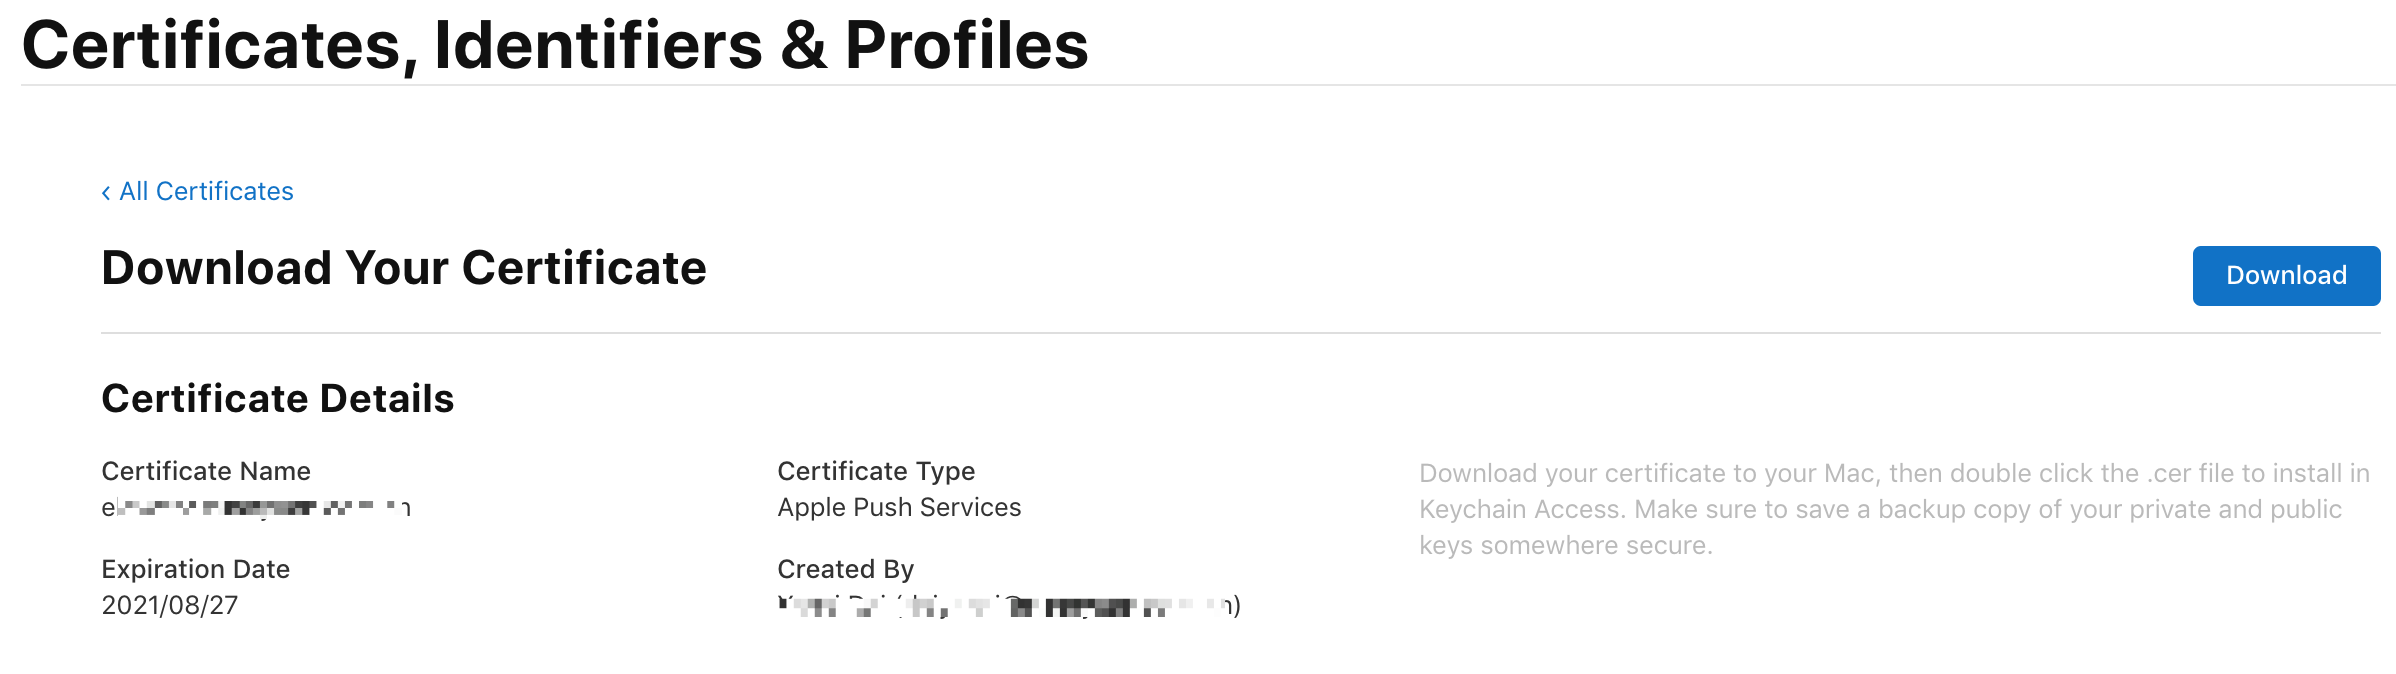 Certificates, Identifiers & Profiles
‹ All Certificates
Download Your Certificate
Download
Certificate Details
Certificate Name
Certificate Type
Apple Push Services
Expiration Date
2021/08/27
Created By
Download your certificate to your Mac, then double click the .cer file to install in
Keychain Access. Make sure to save a backup copy of your private and public
keys somewhere secure.